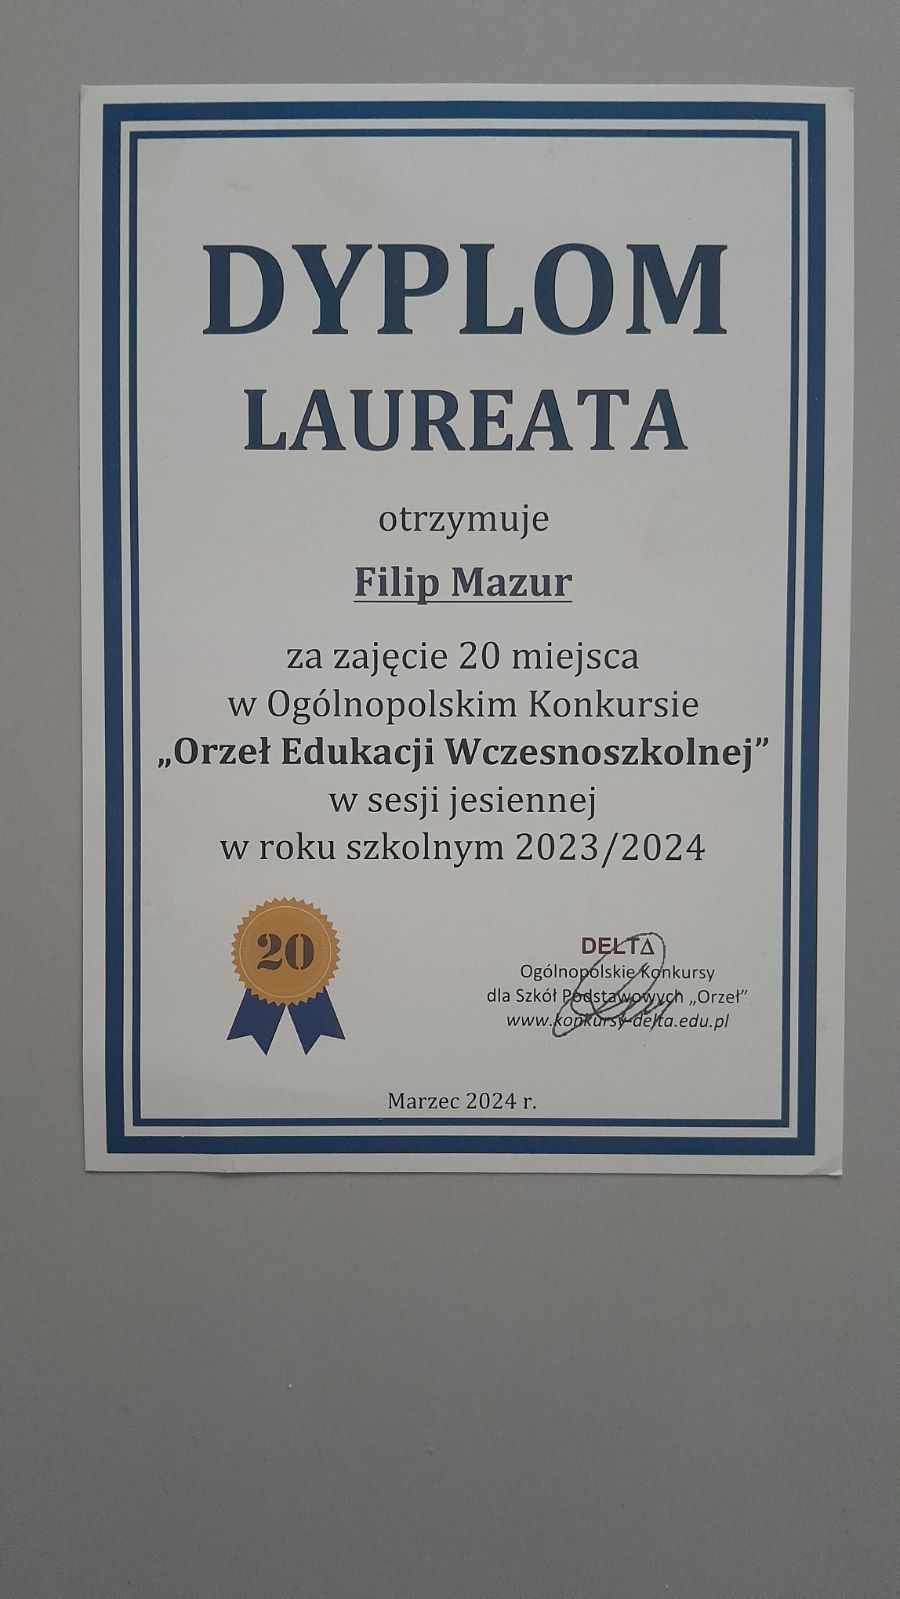 DYPLOM
LAUREATA
otrzymuje
Filip Mazur
za zajęcie 20 miejsca
w Ogólnopolskim Konkursie
„Orzeł Edukacji Wczesnoszkolnej”
w sesji jesiennej
w roku szkolnym 2023/2024
20
DELTA
Ogólnopolskie Konkursy
dla Szkół Podstawowych „Orzeł”
www.konkursy-delta.edu.pl
Marzec 2024 r.